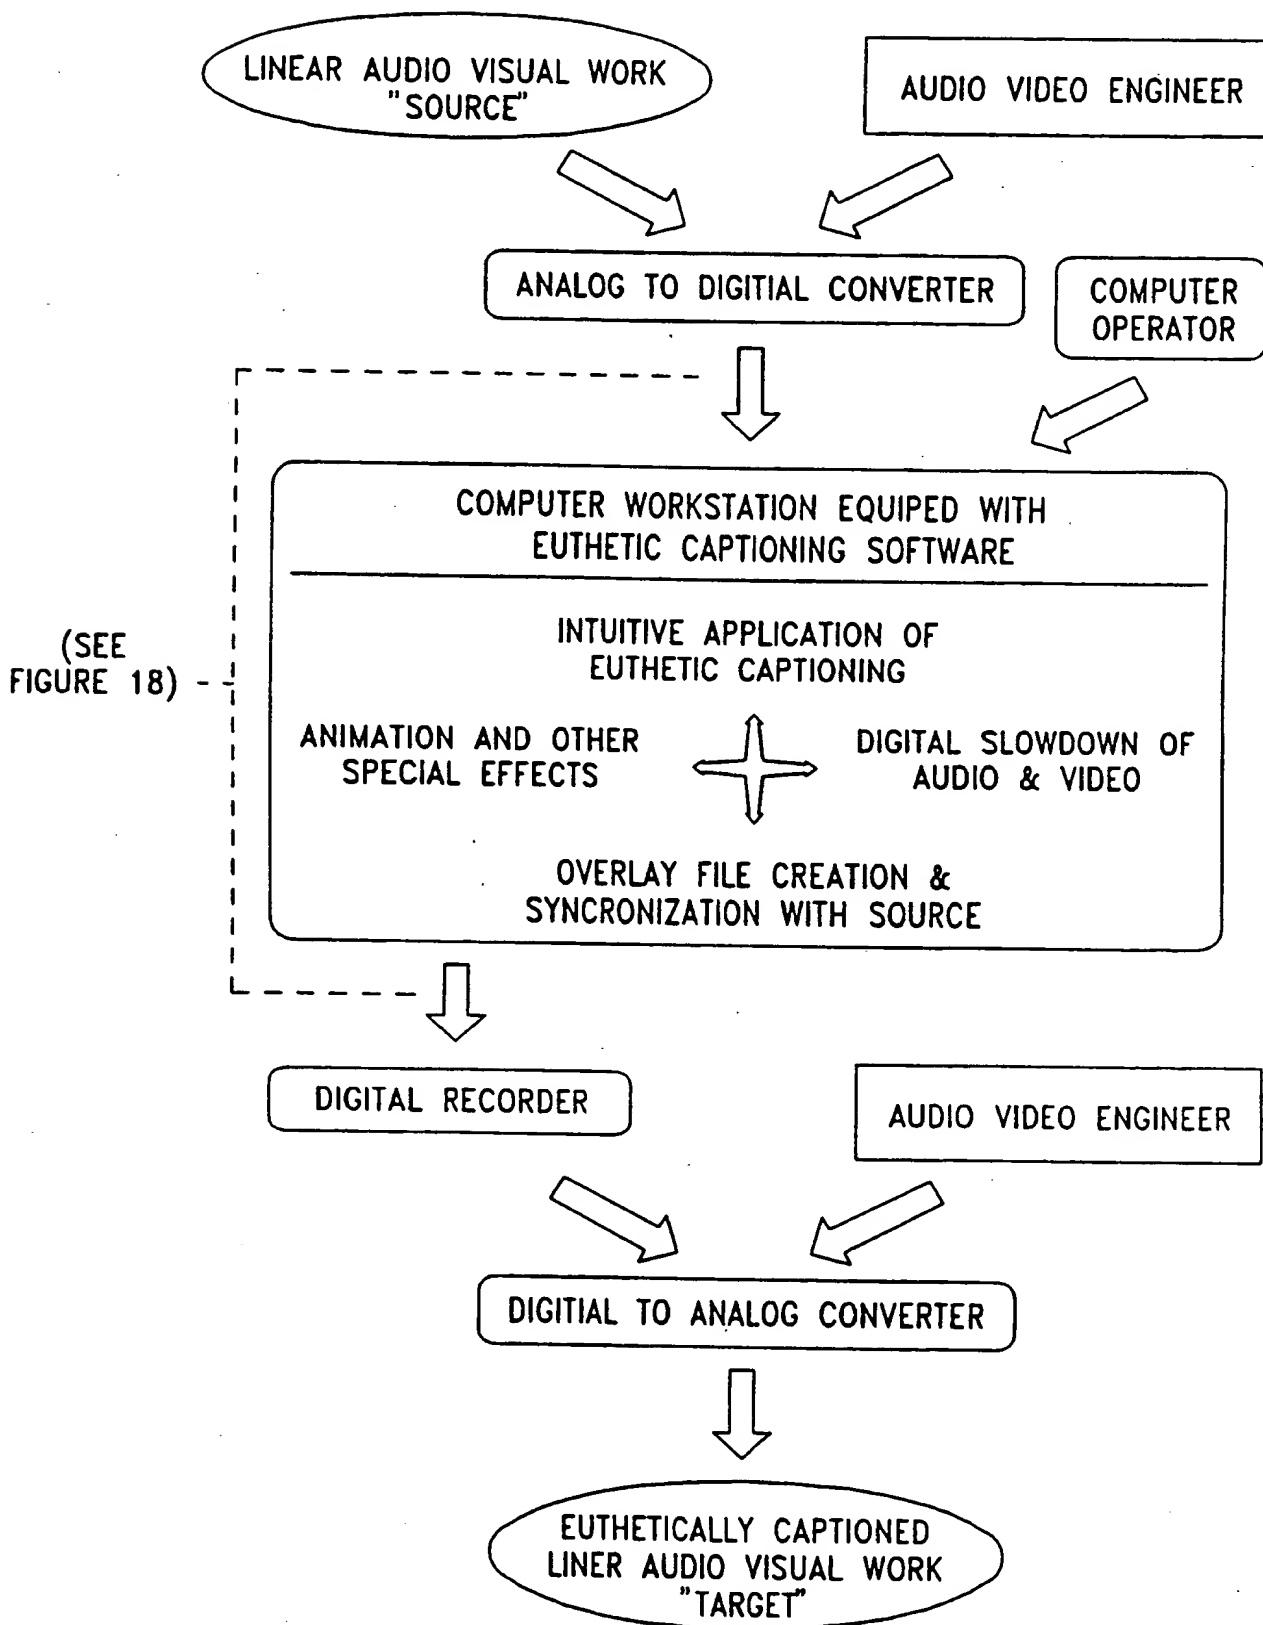 LINEAR AUDIO VISUAL WORK
"SOURCE"
AUDIO VIDEO ENGINEER
ANALOG TO DIGITIAL CONVERTER
COMPUTER
OPERATOR
COMPUTER WORKSTATION EQUIPED WITH
EUTHETIC CAPTIONING SOFTWARE
(SEE
FIGURE 18)
INTUITIVE APPLICATION OF
EUTHETIC CAPTIONING
ANIMATION AND OTHER
SPECIAL EFFECTS
DIGITAL SLOWDOWN OF
AUDIO & VIDEO
OVERLAY FILE CREATION &
SYNCRONIZATION WITH SOURCE
DIGITAL RECORDER
AUDIO VIDEO ENGINEER
DIGITIAL TO ANALOG CONVERTER
EUTHETICALLY CAPTIONED
LINER AUDIO VISUAL WORK
"TARGET"